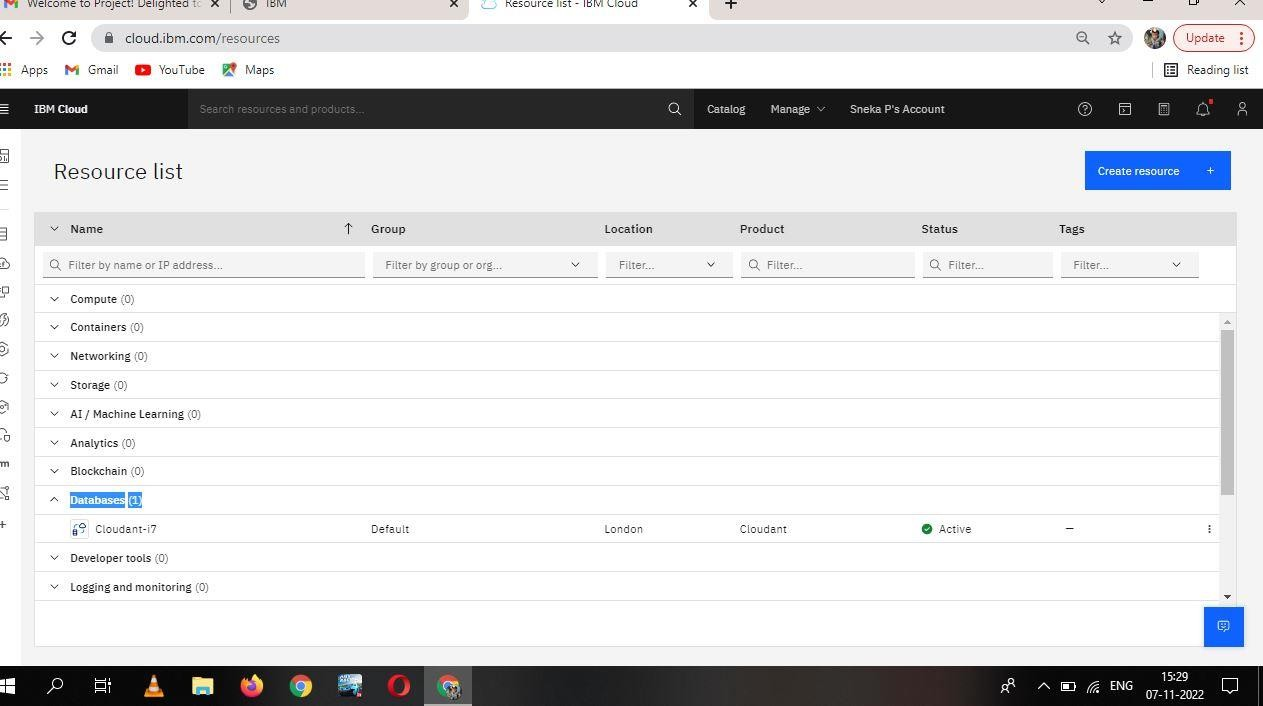 Welcome to Project! Delighted to
IBM
Resource list - IBM Cloud
cloud.ibm.com/resources
Update
Apps
Gmail
YouTube
Maps
Reading list
IBM Cloud
Search resources and products...
Catalog
Manage
Sneka P's Account
Resource list
Create resource +
Name Group Location Product Status Tags
Filter by name or IP address... Filter by group or org... Filter... Filter... Filter... Filter...
Compute (0)
Containers (0)
Networking (0)
Storage (0)
AI / Machine Learning (0)
Analytics (0)
Blockchain (0)
Databases (1)
Cloudant-i7 Default London Cloudant Active –
Developer tools (0)
Logging and monitoring (0)
ENG
15:29
07-11-2022